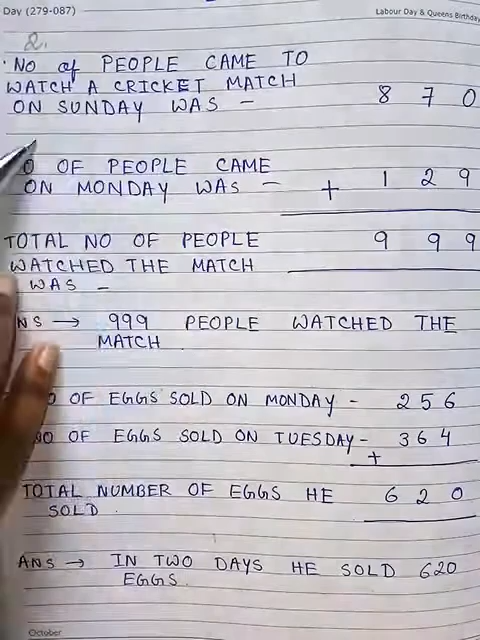 Day (279-087)
Labour Day & Queens Birthday
2.
NO of PEOPLE CAME TO
WATCH A CRICKET MATCH
ON SUNDAY WAS - 8 7 0
OF PEOPLE CAME
ON MONDAY WAS - + 1 2 9
TOTAL NO OF PEOPLE 9 9 9
WATCHED THE MATCH
WAS -
→ 999 PEOPLE WATCHED THE
MATCH.
OF EGGS SOLD ON MONDAY - 2 5 6
NO OF EGGS SOLD ON TUESDAY - 3 6 4
+
TOTAL NUMBER OF EGGS HE 6 2 0
SOLD.
ANS → IN TWO DAYS HE SOLD 620
EGGS.
October